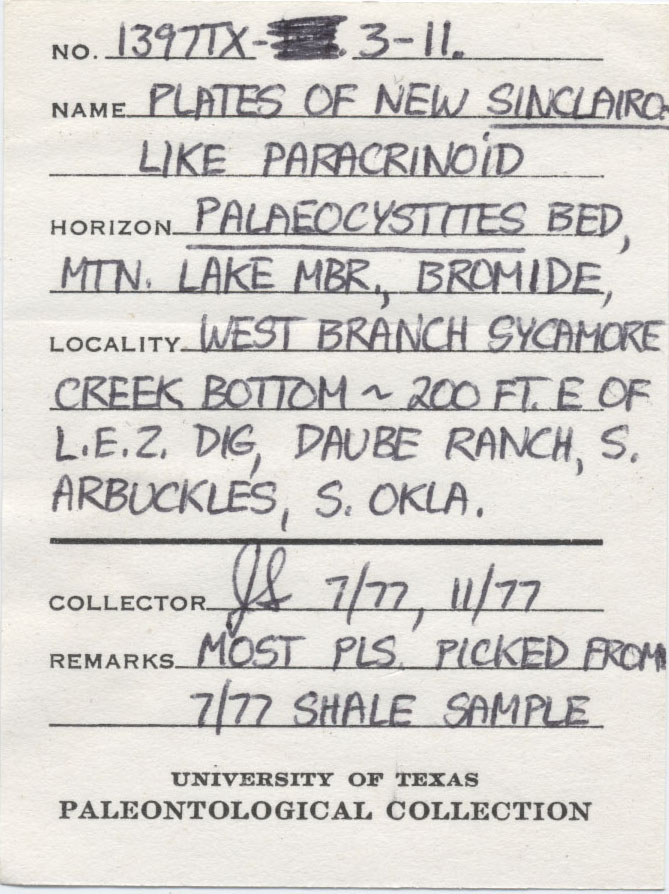 NO. 1397TX- 3-11.
NAME PLATES OF NEW SINCLAIRO-
LIKE PARACRINOID
HORIZON PALAEOCYSTITES BED,
MTN. LAKE MBR., BROMIDE,
LOCALITY WEST BRANCH SYCAMORE
CREEK BOTTOM ~ 200 FT. E OF
L.E.Z. DIG, DAUBE RANCH, S.
ARBUCKLES, S. OKLA.
COLLECTOR JS 7/77, 11/77
REMARKS MOST PLS. PICKED FROM
7/77 SHALE SAMPLE
UNIVERSITY OF TEXAS
PALEONTOLOGICAL COLLECTION